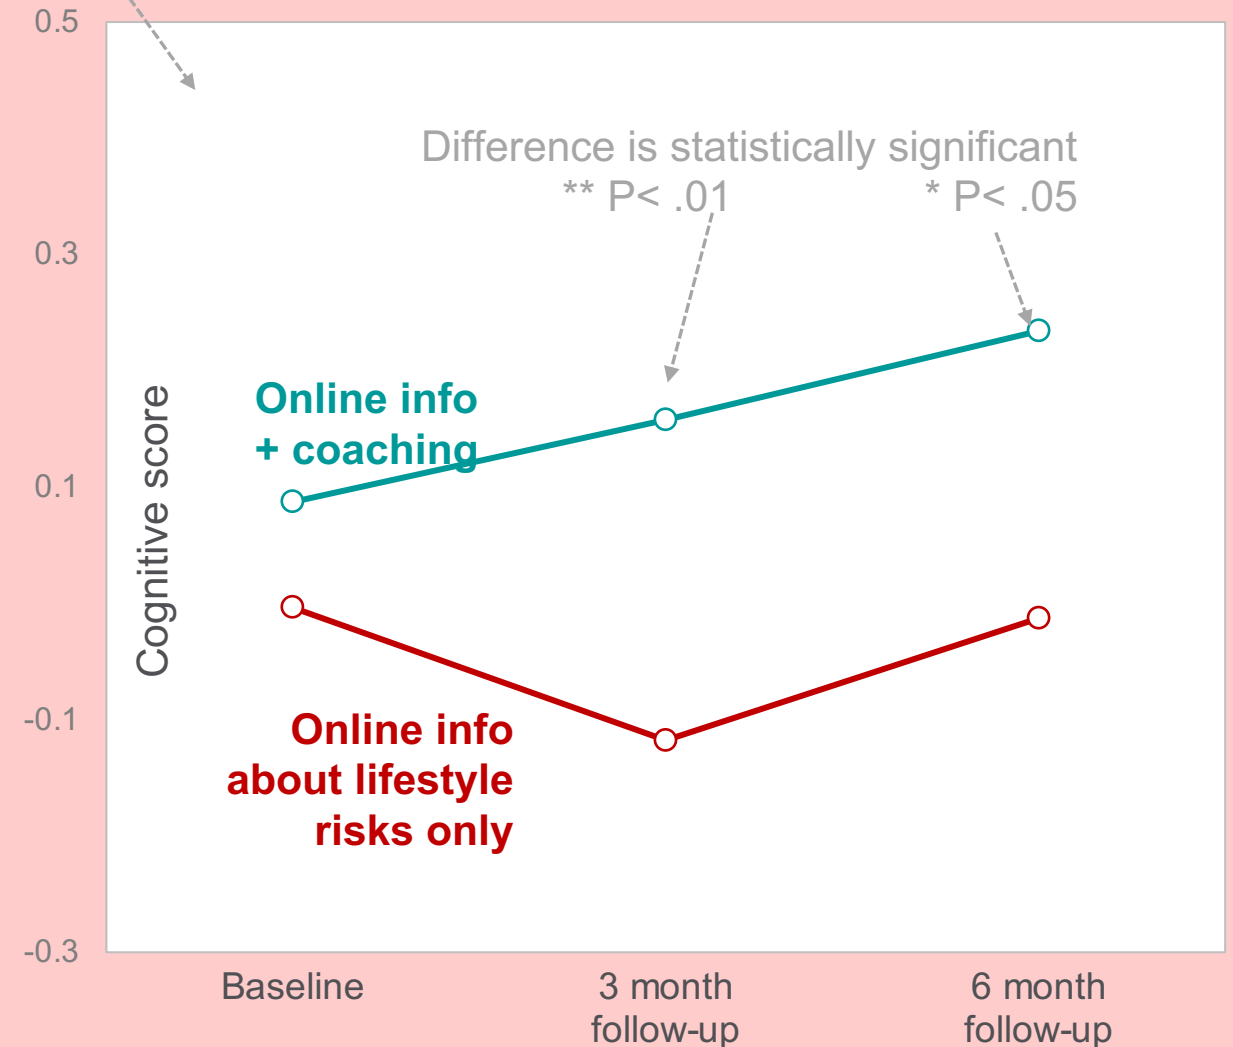 0.5
Difference is statistically significant
** P< .01
* P< .05
0.3
Online info
+ coaching
0.1
Cognitive score
-0.1
Online info
about lifestyle
risks only
-0.3
Baseline
3 month
follow-up
6 month
follow-up